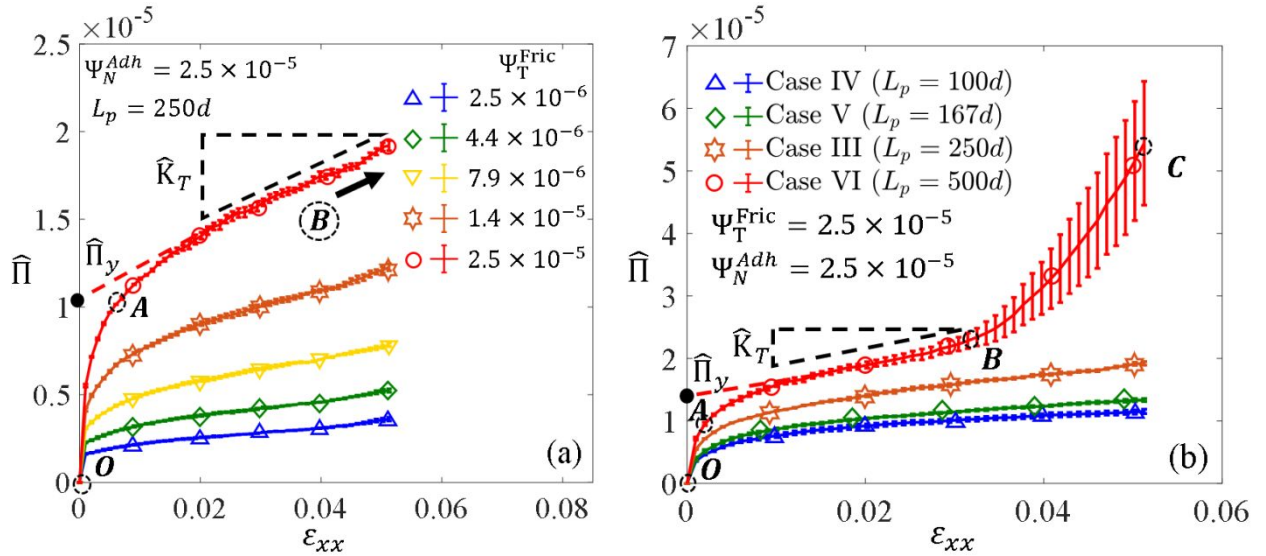 ×10⁻⁵
2.5
2
1.5
1
0.5
0
Π̂
Ψ_N^{Adh} = 2.5 × 10⁻⁵
L_p = 250d
Ψ_T^{Fric}
2.5 × 10⁻⁶
4.4 × 10⁻⁶
7.9 × 10⁻⁶
1.4 × 10⁻⁵
2.5 × 10⁻⁵
K̂_T
Π̂_y
A
B
O
(a)
0 0.02 0.04 0.06 0.08
ε_{xx}
×10⁻⁵
7
6
5
4
3
2
1
0
Π̂
Case IV (L_p = 100d)
Case V (L_p = 167d)
Case III (L_p = 250d)
Case VI (L_p = 500d)
Ψ_T^{Fric} = 2.5 × 10⁻⁵
Ψ_N^{Adh} = 2.5 × 10⁻⁵
C
K̂_T
B
Π̂_y
A
O
(b)
0 0.02 0.04 0.06
ε_{xx}